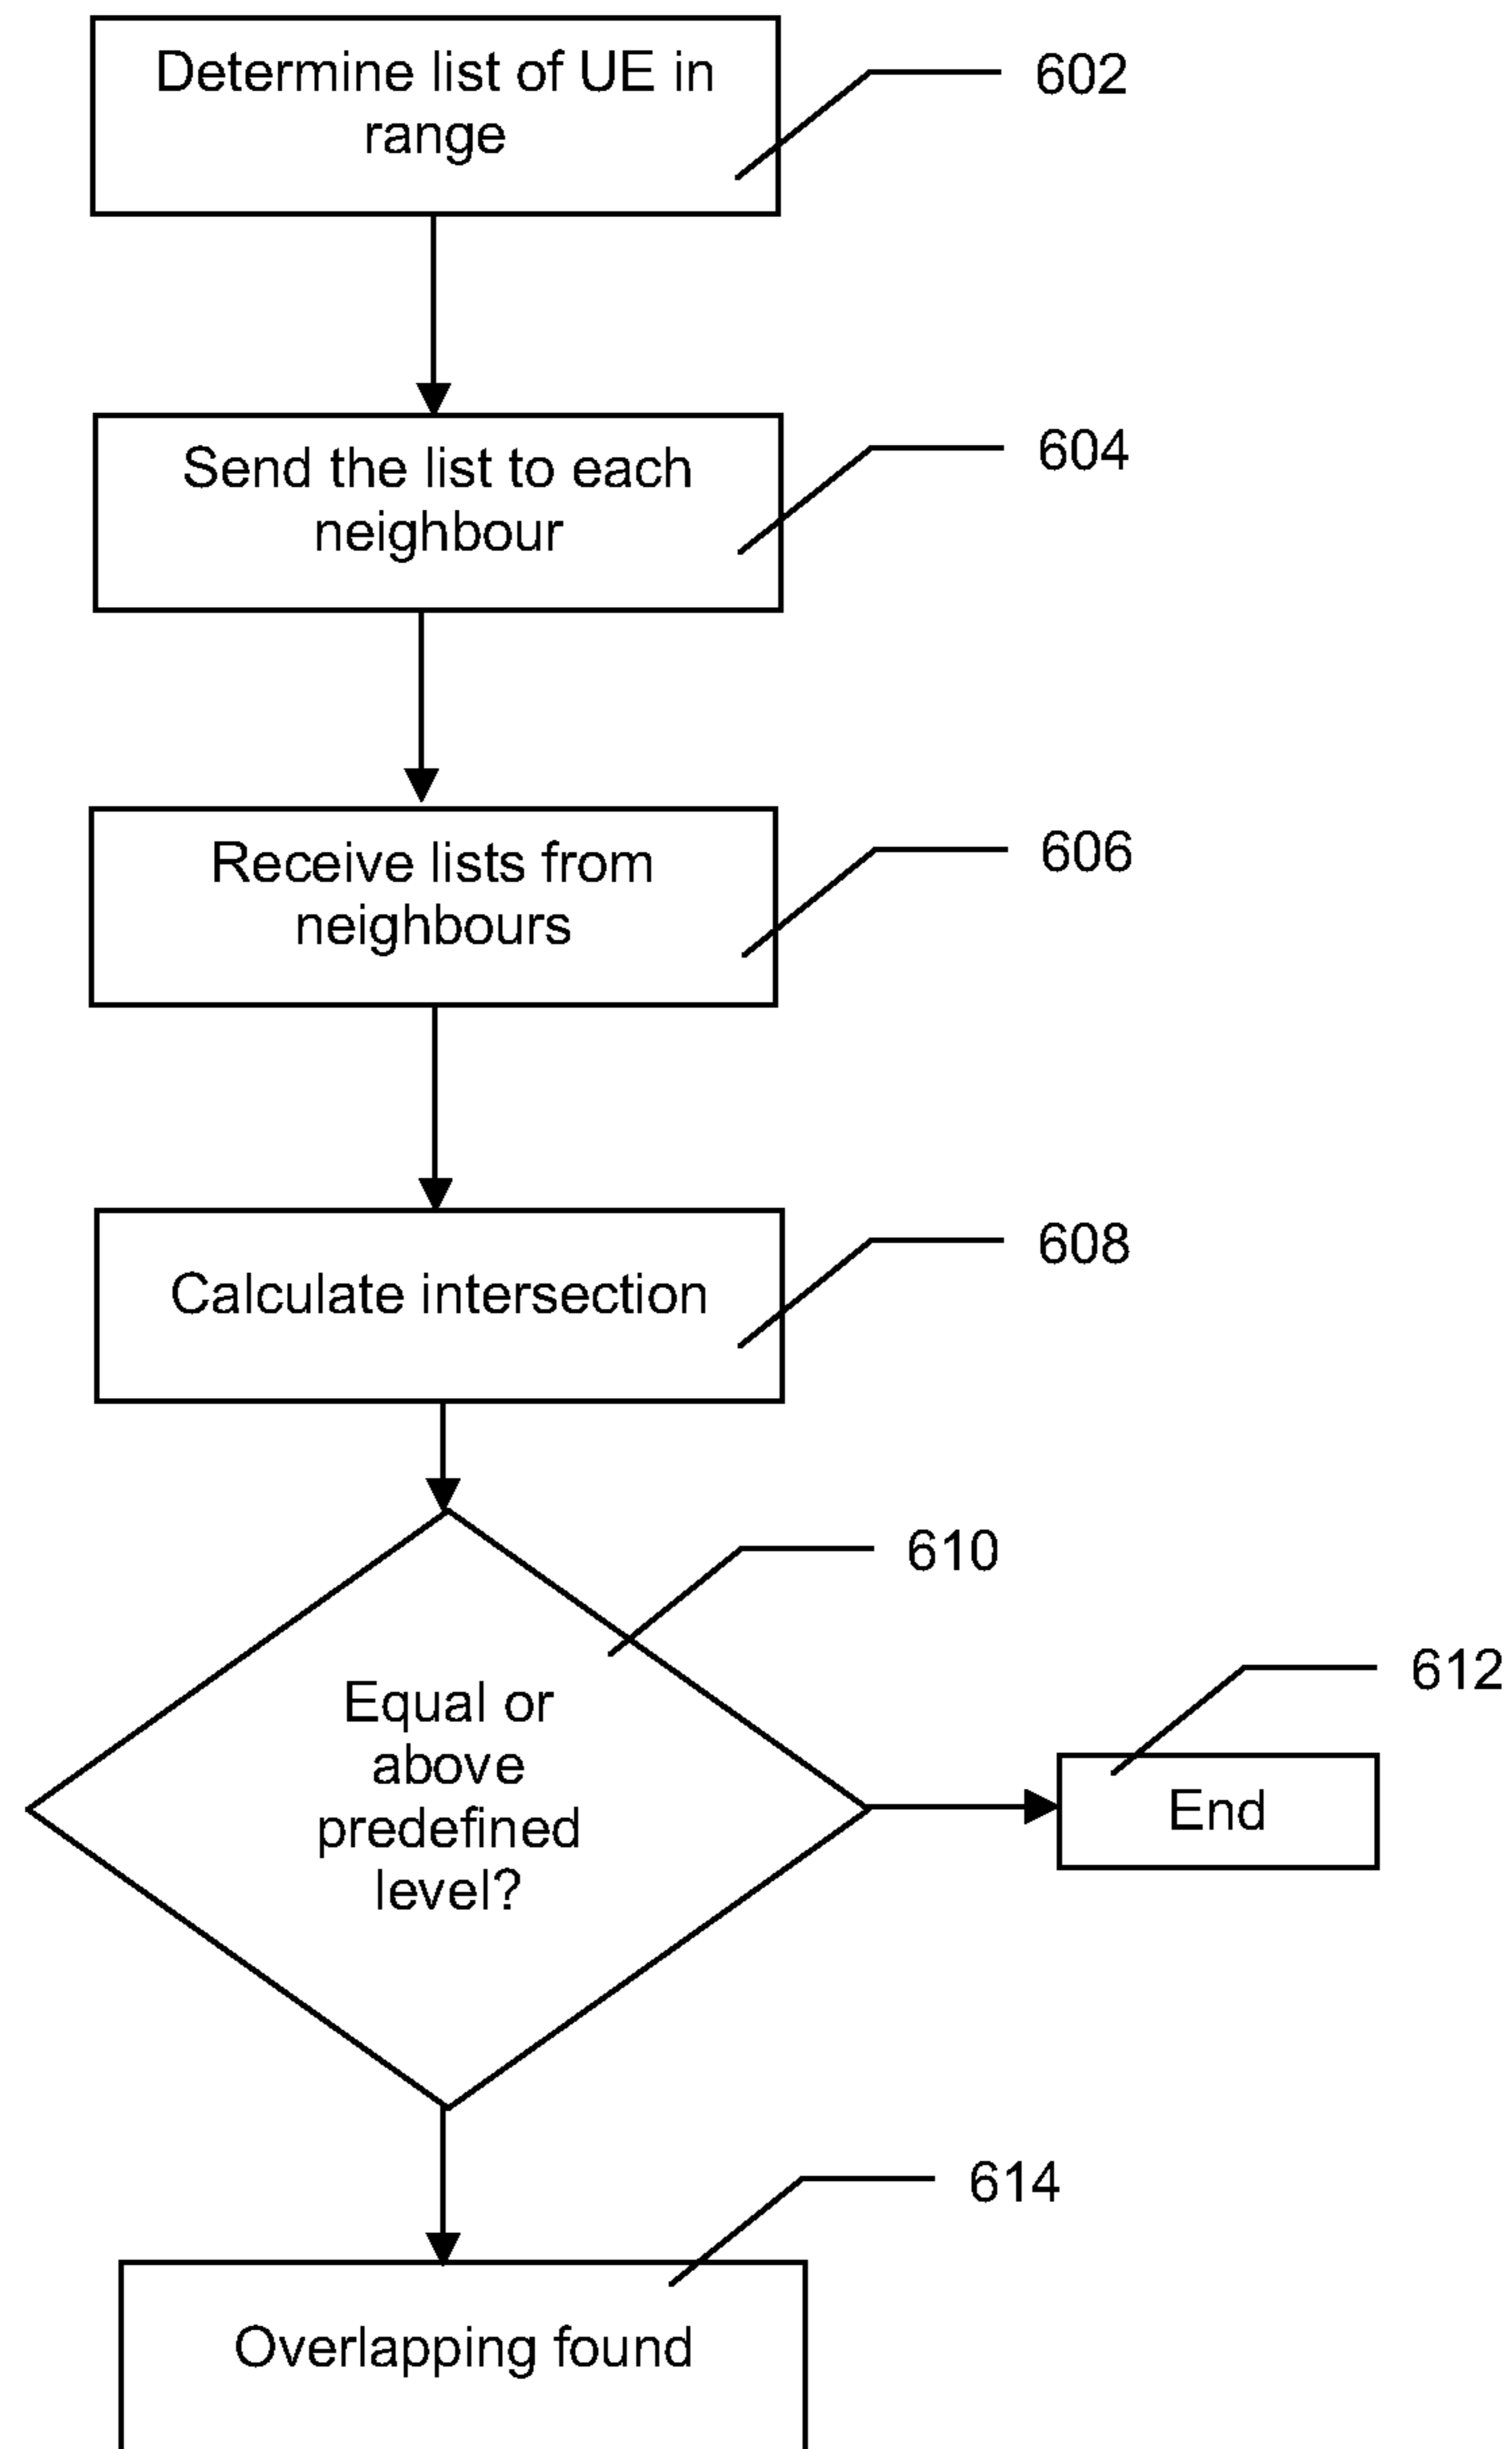 Determine list of UE in
range
602
Send the list to each
neighbour
604
Receive lists from
neighbours
606
Calculate intersection
608
610
Equal or
above
predefined
level?
612
End
614
Overlapping found